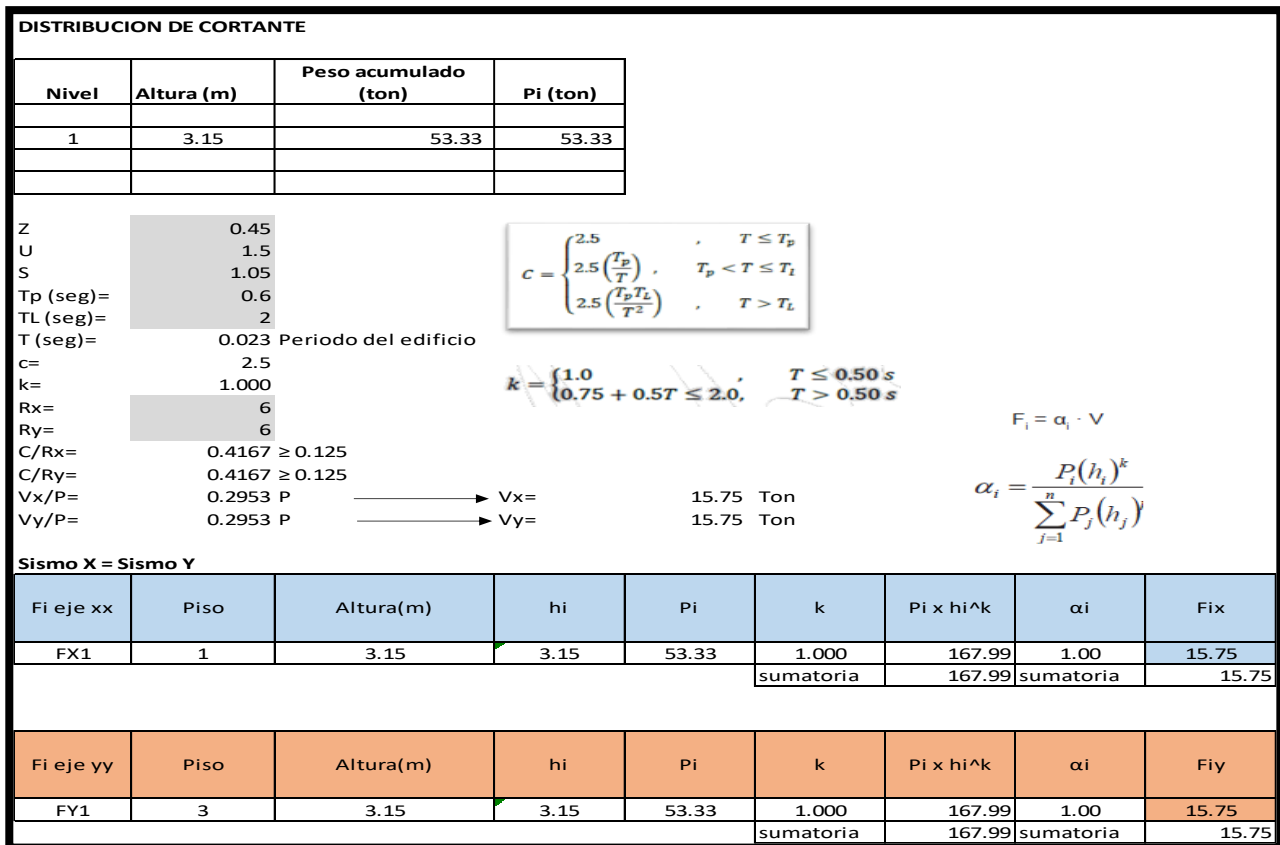 DISTRIBUCION DE CORTANTE
Nivel Altura (m) Peso acumulado (ton) Pi (ton)
1 3.15 53.33 53.33
Z 0.45
U 1.5
S 1.05
Tp (seg)= 0.6
TL (seg)= 2
T (seg)= 0.023 Periodo del edificio
c= 2.5
k= 1.000
Rx= 6
Ry= 6
C/Rx= 0.4167 ≥ 0.125
C/Ry= 0.4167 ≥ 0.125
Vx/P= 0.2953 P Vx= 15.75 Ton
Vy/P= 0.2953 P Vy= 15.75 Ton
C = { 2.5 , T ≤ Tp
2.5 (Tp/T) , Tp < T ≤ Tl
2.5 (TpTL/T²) , T > TL
k = { 1.0 , T ≤ 0.50 s
0.75 + 0.5T ≤ 2.0, T > 0.50 s
Fi = αi · V
αi = Pi(hi)^k / Σ j=1 n Pj(hj)
Sismo X = Sismo Y
Fi eje xx Piso Altura(m) hi Pi k Pi x hi^k αi Fix
FX1 1 3.15 3.15 53.33 1.000 167.99 1.00 15.75
sumatoria 167.99 sumatoria 15.75
Fi eje yy Piso Altura(m) hi Pi k Pi x hi^k αi Fiy
FY1 3 3.15 3.15 53.33 1.000 167.99 1.00 15.75
sumatoria 167.99 sumatoria 15.75